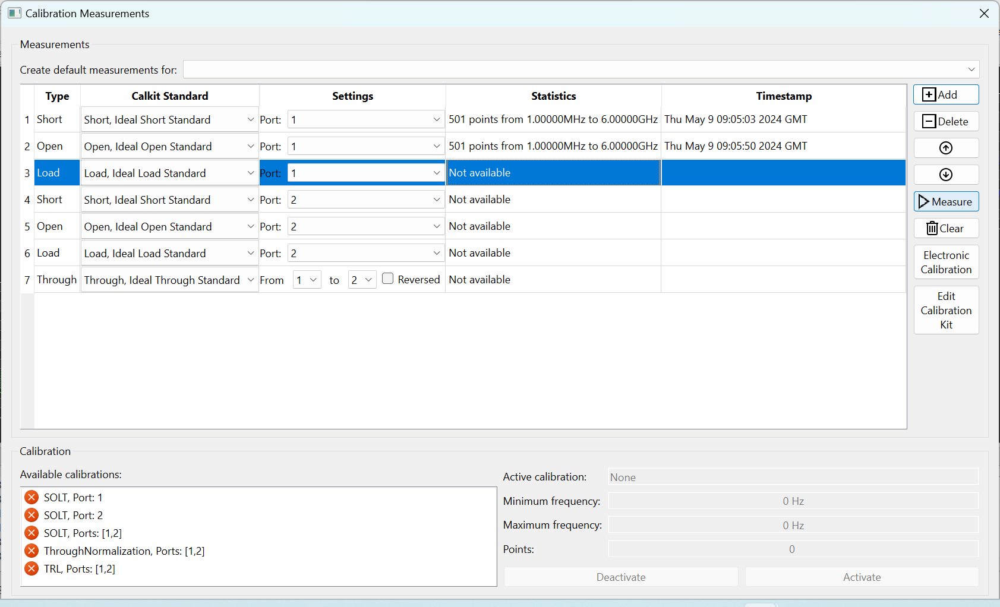 Calibration Measurements
Measurements
Create default measurements for:
Type Calkit Standard Settings Statistics Timestamp
1 Short Short, Ideal Short Standard Port: 1 501 points from 1.00000MHz to 6.00000GHz Thu May 9 09:05:03 2024 GMT
2 Open Open, Ideal Open Standard Port: 1 501 points from 1.00000MHz to 6.00000GHz Thu May 9 09:05:50 2024 GMT
3 Load Load, Ideal Load Standard Port: 1 Not available
4 Short Short, Ideal Short Standard Port: 2 Not available
5 Open Open, Ideal Open Standard Port: 2 Not available
6 Load Load, Ideal Load Standard Port: 2 Not available
7 Through Through, Ideal Through Standard From 1 to 2 Reversed Not available
Add
Delete
Measure
Clear
Electronic
Calibration
Edit
Calibration
Kit
Calibration
Available calibrations:
SOLT, Port: 1
SOLT, Port: 2
SOLT, Ports: [1,2]
ThroughNormalization, Ports: [1,2]
TRL, Ports: [1,2]
Active calibration: None
Minimum frequency: 0 Hz
Maximum frequency: 0 Hz
Points: 0
Deactivate Activate